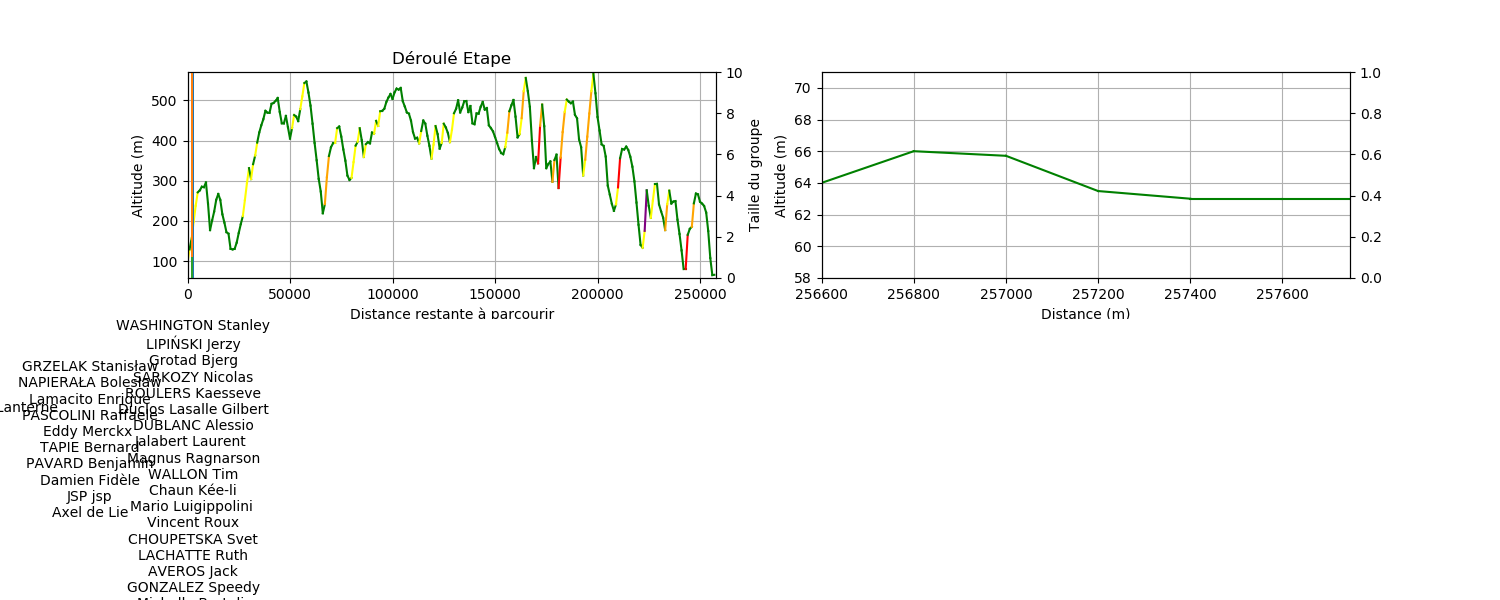 Déroulé Etape
Altitude (m)
500
400
300
200
100
10
8
6
4
2
0
Taille du groupe
0
50000
100000
150000
200000
250000
Distance restante à parcourir
Altitude (m)
70
68
66
64
62
60
58
1.0
0.8
0.6
0.4
0.2
0.0
256600
256800
257000
257200
257400
257600
Distance (m)
Lanterne
GRZELAK Stanisław
NAPIERAŁA Bolesław
Lamacito Enrique
PASCOLINI Raffaele
Eddy Merckx
TAPIE Bernard
PAVARD Benjamin
Damien Fidèle
JSP jsp
Axel de Lie
WASHINGTON Stanley
LIPIŃSKI Jerzy
Grotad Bjerg
SARKOZY Nicolas
ROULERS Kaesseve
Duclos Lasalle Gilbert
DUBLANC Alessio
Jalabert Laurent
Magnus Ragnarson
WALLON Tim
Chaun Kée-li
Mario Luigippolini
Vincent Roux
CHOUPETSKA Svet
LACHATTE Ruth
AVEROS Jack
GONZALEZ Speedy